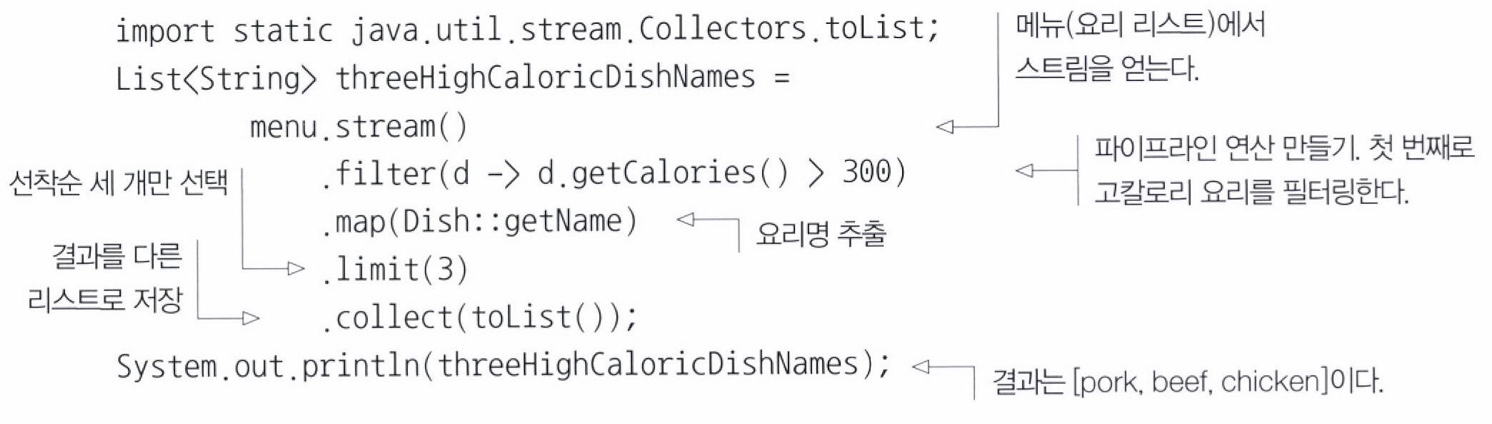 import static java.util.stream.Collectors.toList;
메뉴(요리 리스트)에서
스트림을 얻는다.
List<String> threeHighCaloricDishNames =
menu.stream()
파이프라인 연산 만들기. 첫 번째로
고칼로리 요리를 필터링한다.
.filter(d -> d.getCalories() > 300)
선착순 세 개만 선택
.map(Dish::getName)
요리명 추출
결과를 다른
리스트로 저장
.limit(3)
.collect(toList());
System.out.println(threeHighCaloricDishNames);
결과는 [pork, beef, chicken]이다.